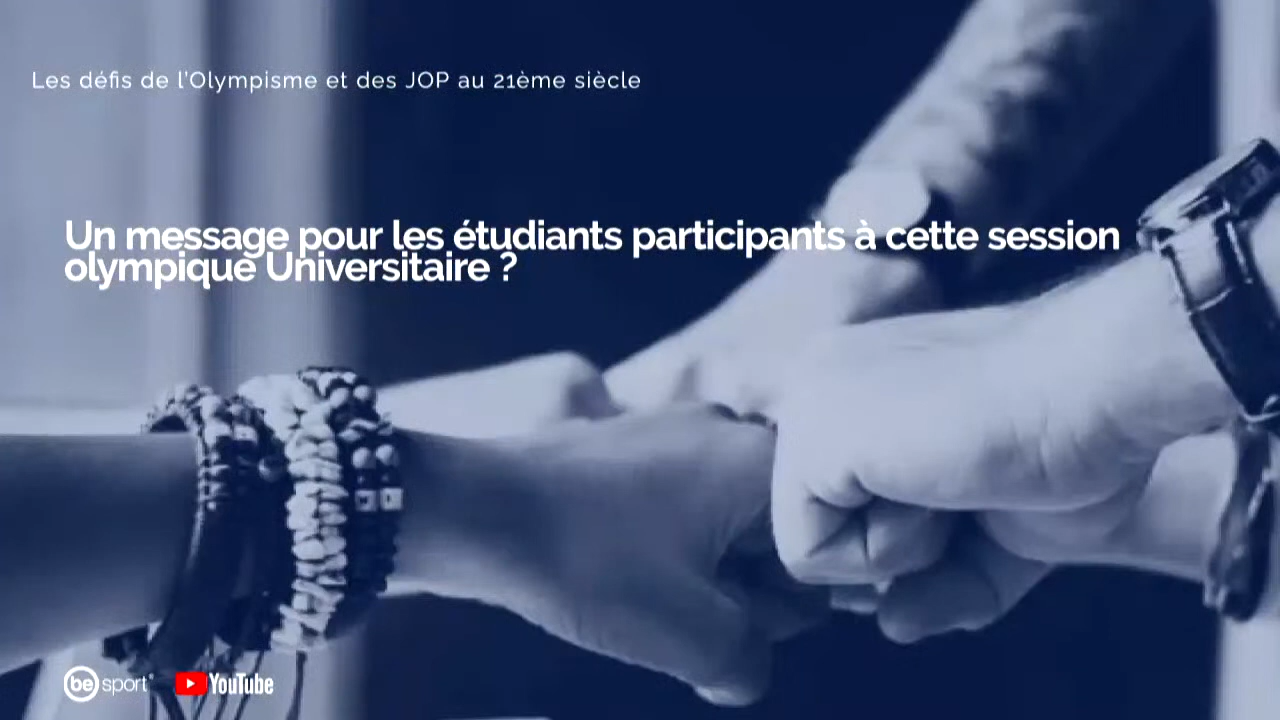 Les défis de l'Olympisme et des JOP au 21ème siècle
Un message pour les étudiants participants à cette session
olympique Universitaire ?
be sport YouTube